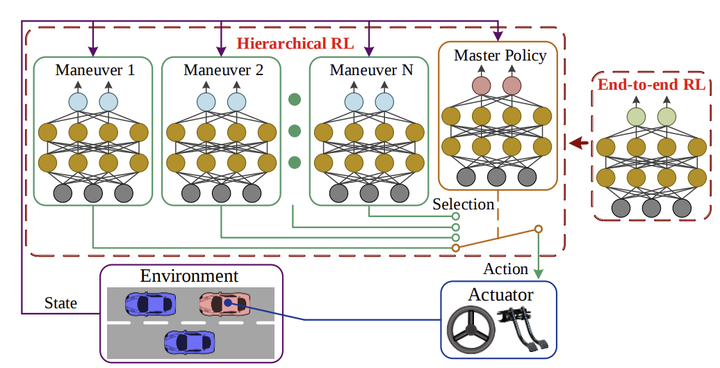 Hierarchical RL
Maneuver 1
Maneuver 2
Maneuver N
Master Policy
End-to-end RL
Selection
Environment
State
Action
Actuator